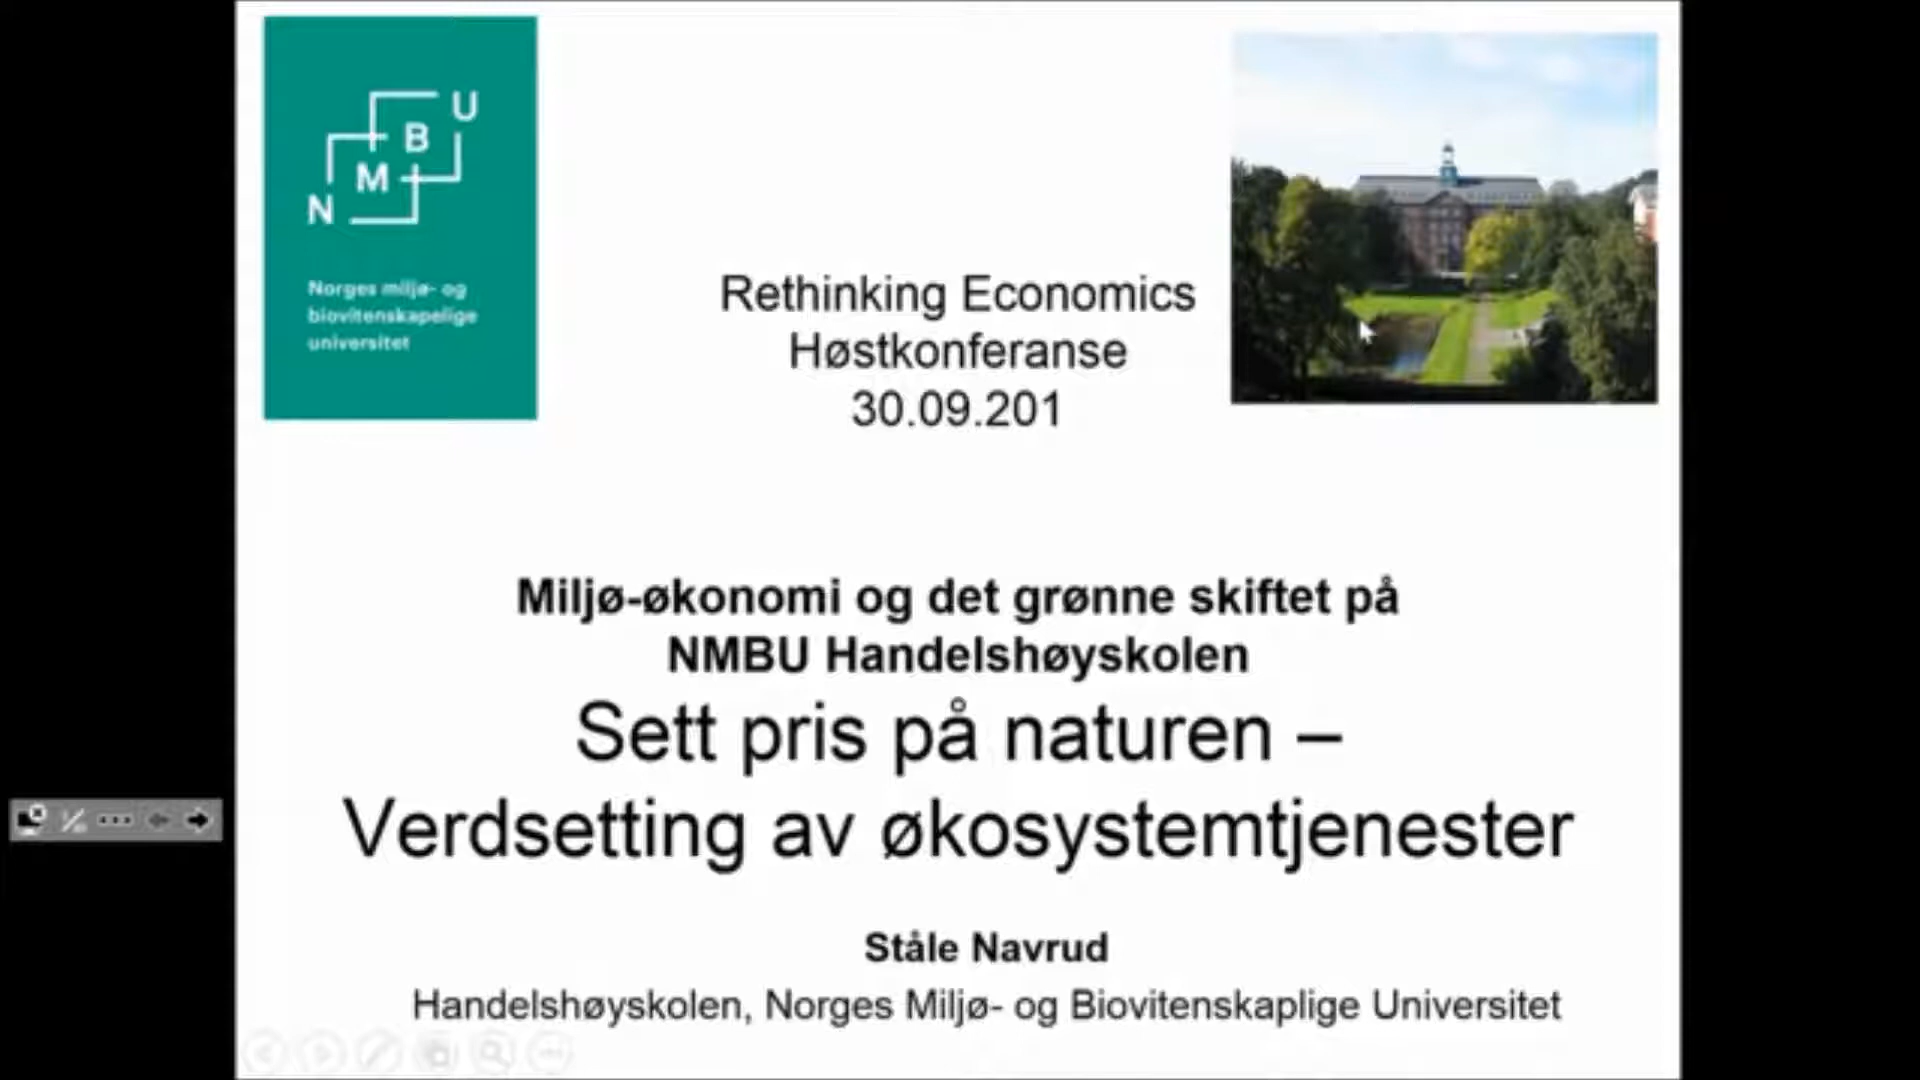 N M B U
Norges miljø- og
biovitenskapelige
universitet
Rethinking Economics
Høstkonferanse
30.09.201
Miljø-økonomi og det grønne skiftet på
NMBU Handelshøyskolen
Sett pris på naturen –
Verdsetting av økosystemtjenester
Ståle Navrud
Handelshøyskolen, Norges Miljø- og Biovitenskaplige Universitet